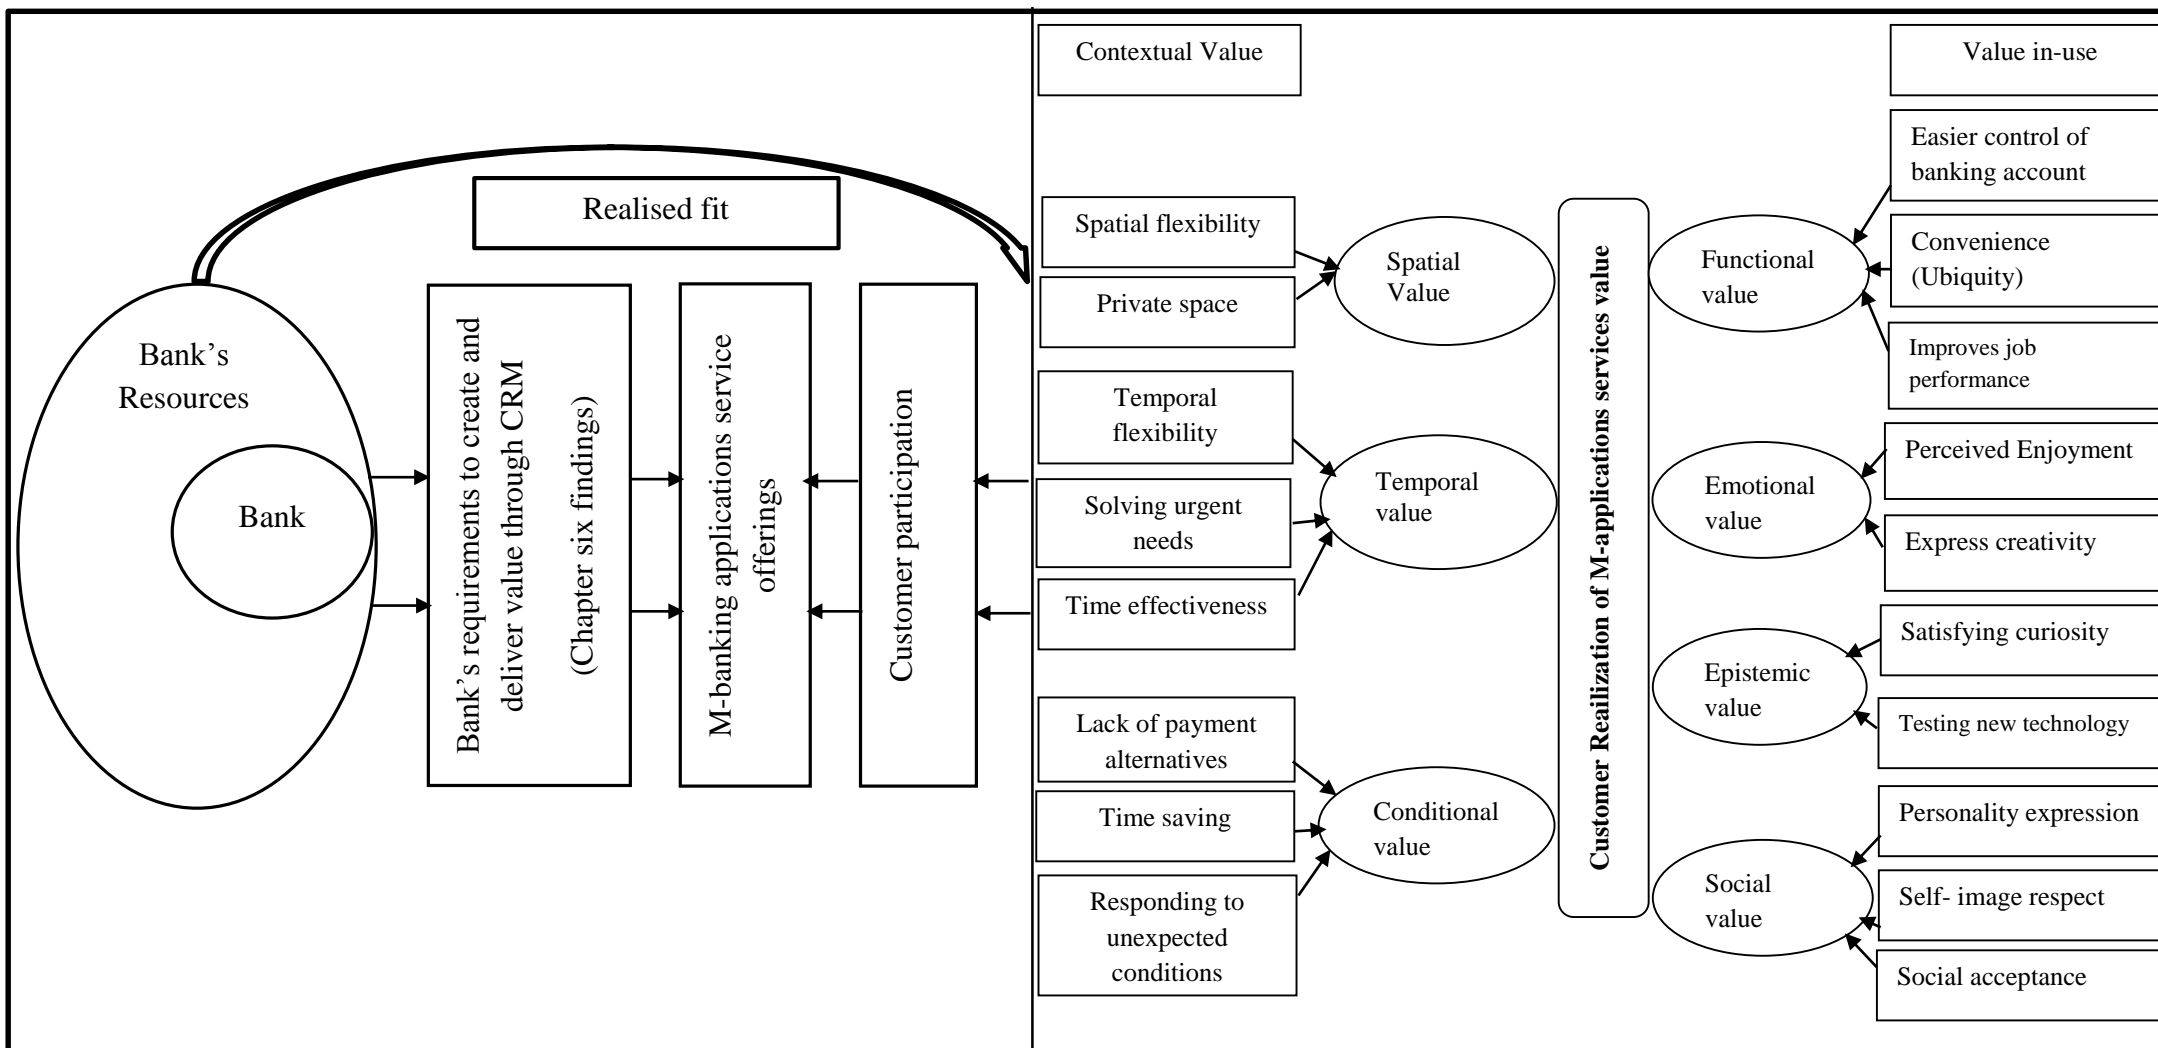 Contextual Value
Value in-use
Realised fit
Bank’s
Resources
Bank
Bank’s requirements to create and
deliver value through CRM
(Chapter six findings)
M-banking applications service
offerings
Customer participation
Spatial flexibility
Private space
Temporal
flexibility
Solving urgent
needs
Time effectiveness
Lack of payment
alternatives
Time saving
Responding to
unexpected
conditions
Spatial
Value
Temporal
value
Conditional
value
Customer Reailization of M-applications services value
Functional
value
Emotional
value
Epistemic
value
Social
value
Easier control of
banking account
Convenience
(Ubiquity)
Improves job
performance
Perceived Enjoyment
Express creativity
Satisfying curiosity
Testing new technology
Personality expression
Self- image respect
Social acceptance